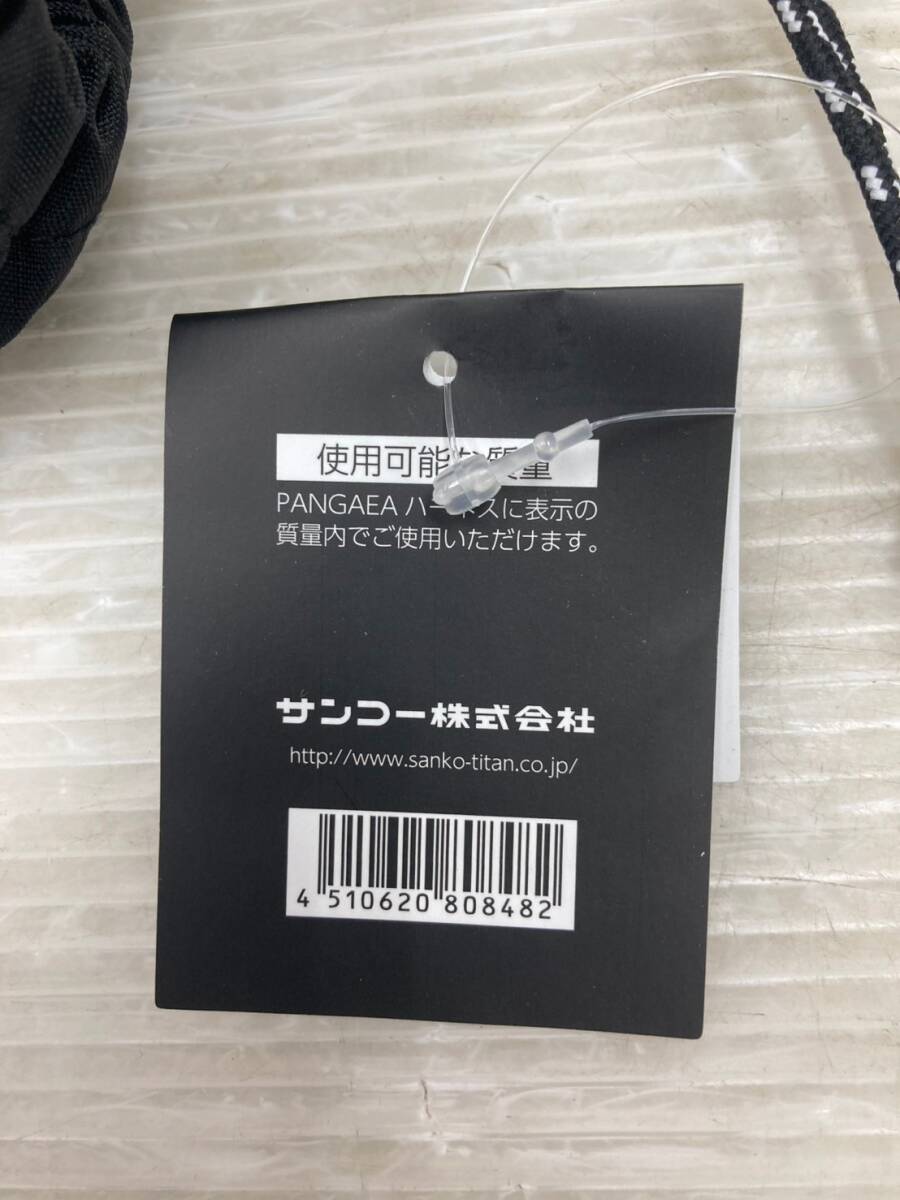 使用可能な質量
PANGAEA ハーネスに表示の
質量内でご使用いただけます。
サンコー株式会社
http://www.sanko-titan.co.jp/
4 510620 808482